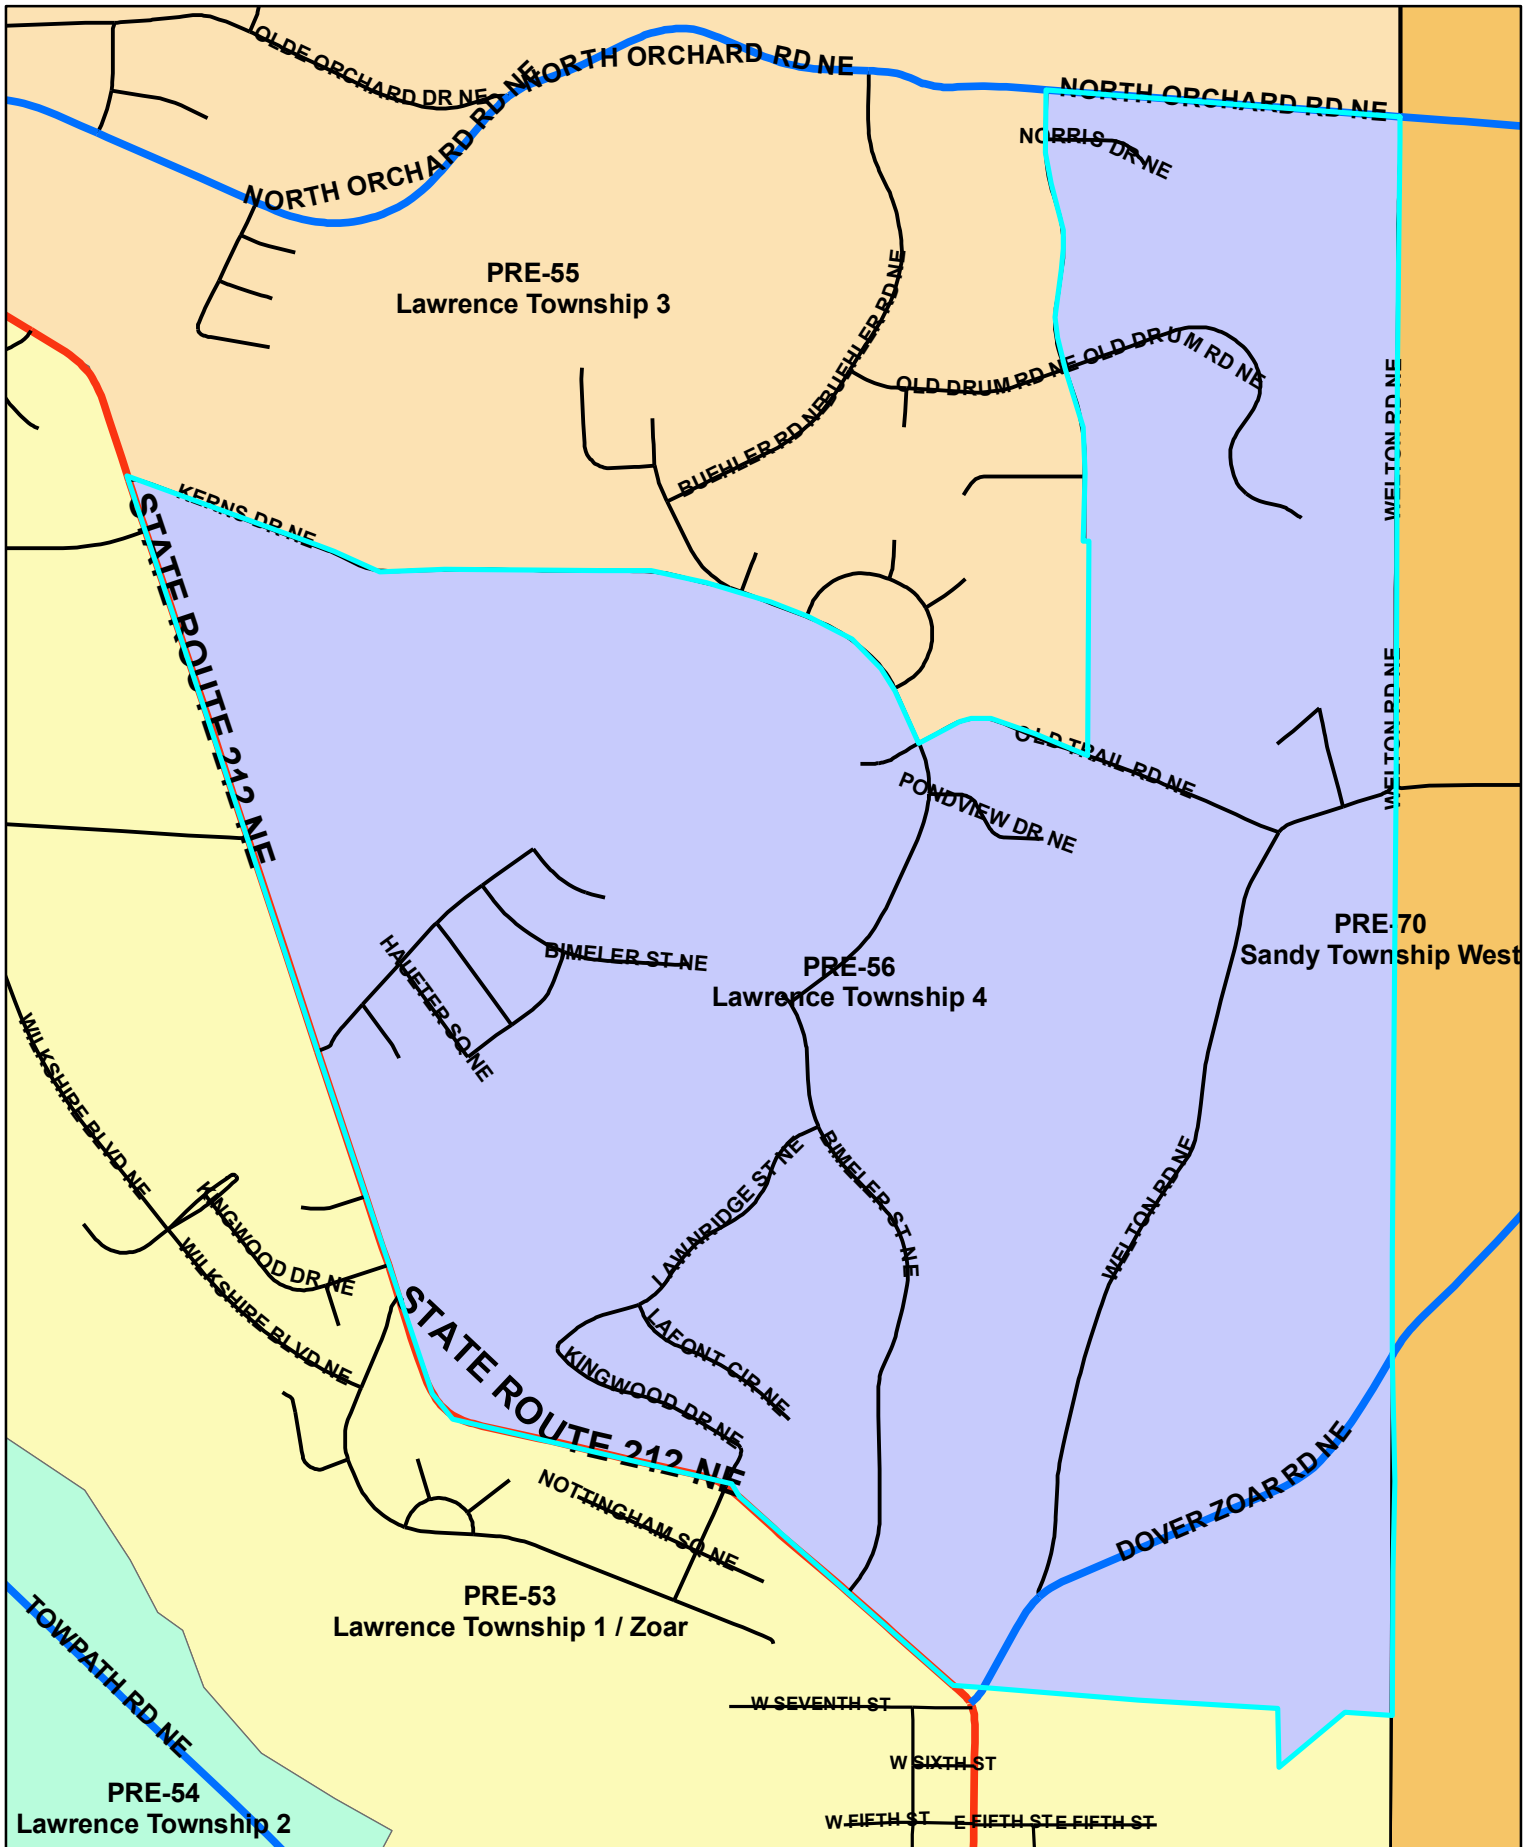 OLDE ORCHARD DR NE
NORTH ORCHARD RD NE
NORTH ORCHARD RD NE
NORTH ORCHARD RD NE
NORRIS DR NE
PRE-55
Lawrence Township 3
BUEHLER RD NE
BUEHLER RD NE
OLD DRUM RD NE
OLD DRUM RD NE
WELTON RD NE
KERNS DR NE
STATE ROUTE 212 NE
WELTON RD NE
OLD TRAIL RD NE
PONDVIEW DR NE
PRE-70
Sandy Township West
HAUETER SQ NE
BIMELER ST NE
PRE-56
Lawrence Township 4
WILKSHIRE BLVD NE
KINGWOOD DR NE
WILKSHIRE BLVD NE
LAWNRIDGE ST NE
BIMELER ST NE
WELTON RD NE
STATE ROUTE 212 NE
LAFONT CIR NE
KINGWOOD DR NE
NOTTINGHAM SQ NE
DOVER ZOAR RD NE
PRE-53
Lawrence Township 1 / Zoar
TOWPATH RD NE
W SEVENTH ST
W SIXTH ST
PRE-54
Lawrence Township 2
W FIFTH ST
E FIFTH ST
E FIFTH ST